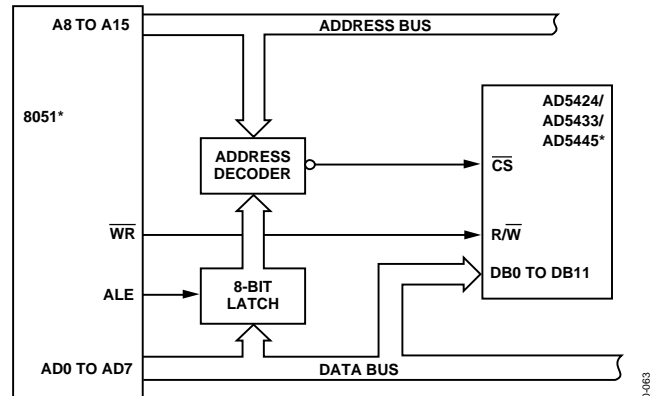 A8 TO A15
ADDRESS BUS
8051*
AD5424/
AD5433/
AD5445*
ADDRESS
DECODER
CS
WR
R/W
8-BIT
LATCH
DB0 TO DB11
ALE
AD0 TO AD7
DATA BUS